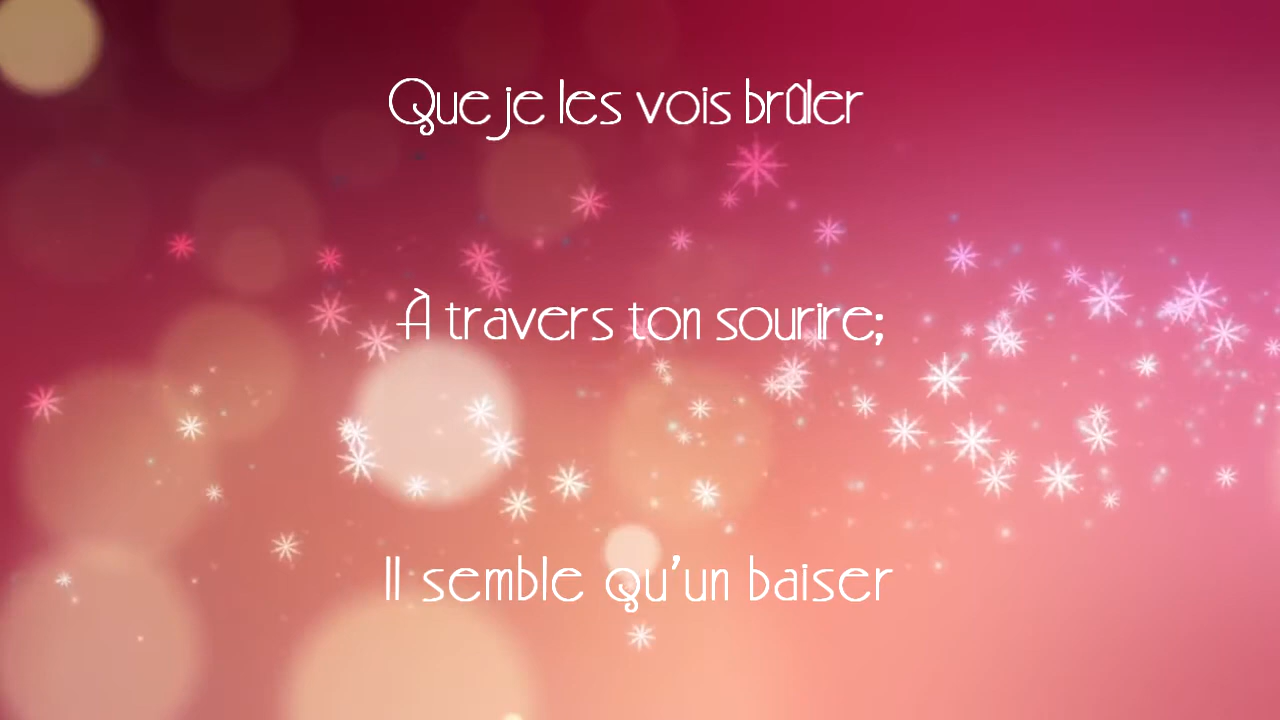 Que je les vois brûler
À travers ton sourire;
Il semble qu'un baiser